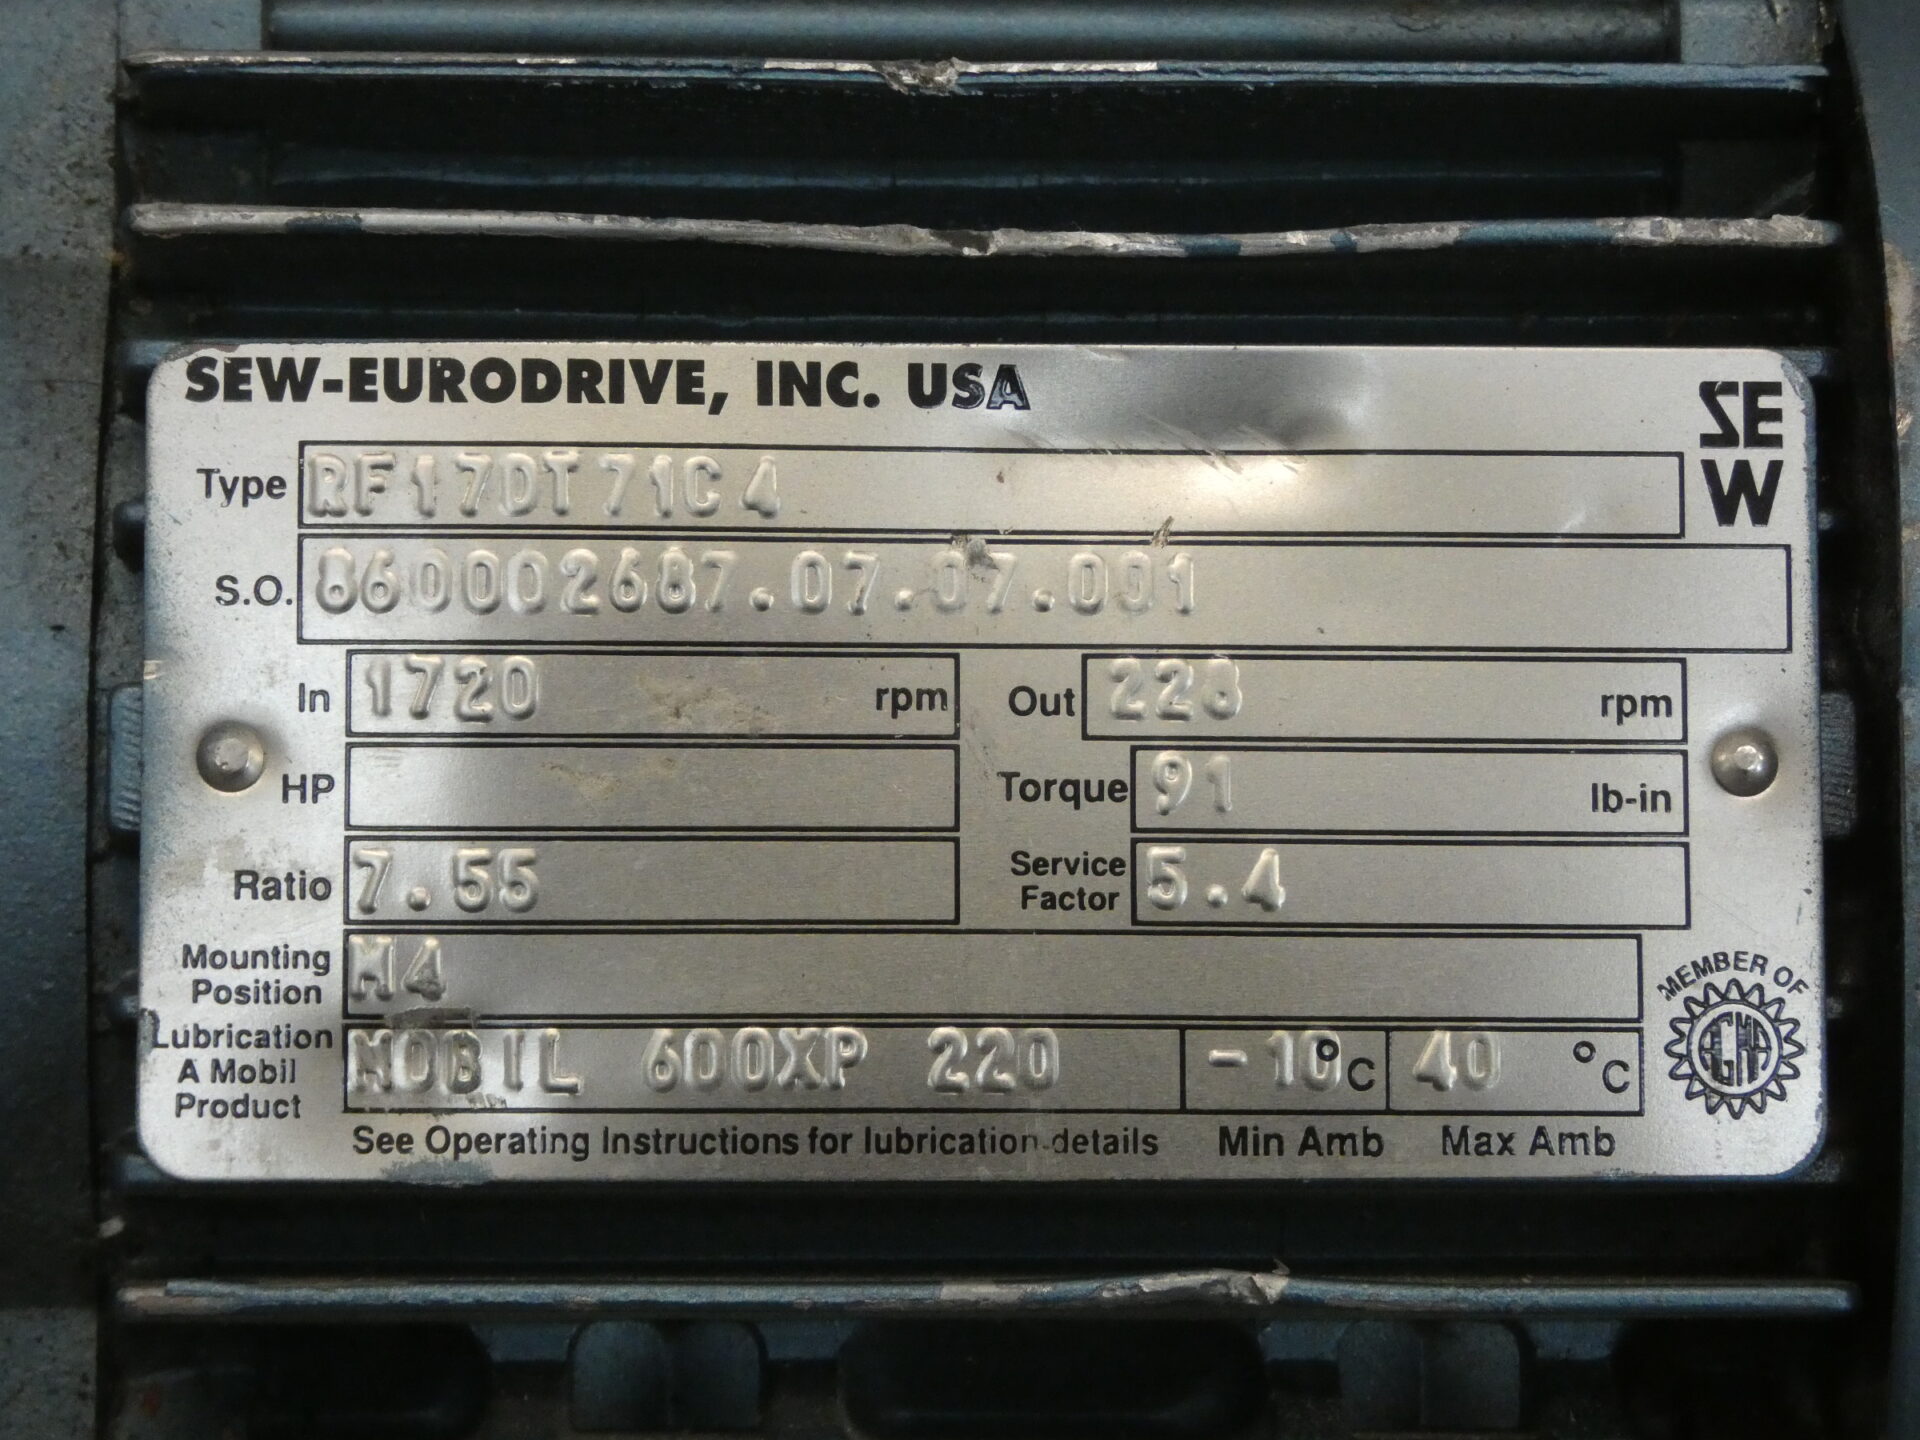 SEW-EURODRIVE, INC. USA
SE
W
Type RF17DT71C4
S.O. 860002687.07.07.001
In 1720 rpm Out 228 rpm
HP Torque 91 lb-in
Ratio 7.55 Service Factor 5.4
Mounting
Position M4
Lubrication
A Mobil
Product MOBIL 600XP 220 -10 °C 40 °C
See Operating Instructions for lubrication details Min Amb Max Amb
MEMBER OF
AGMA